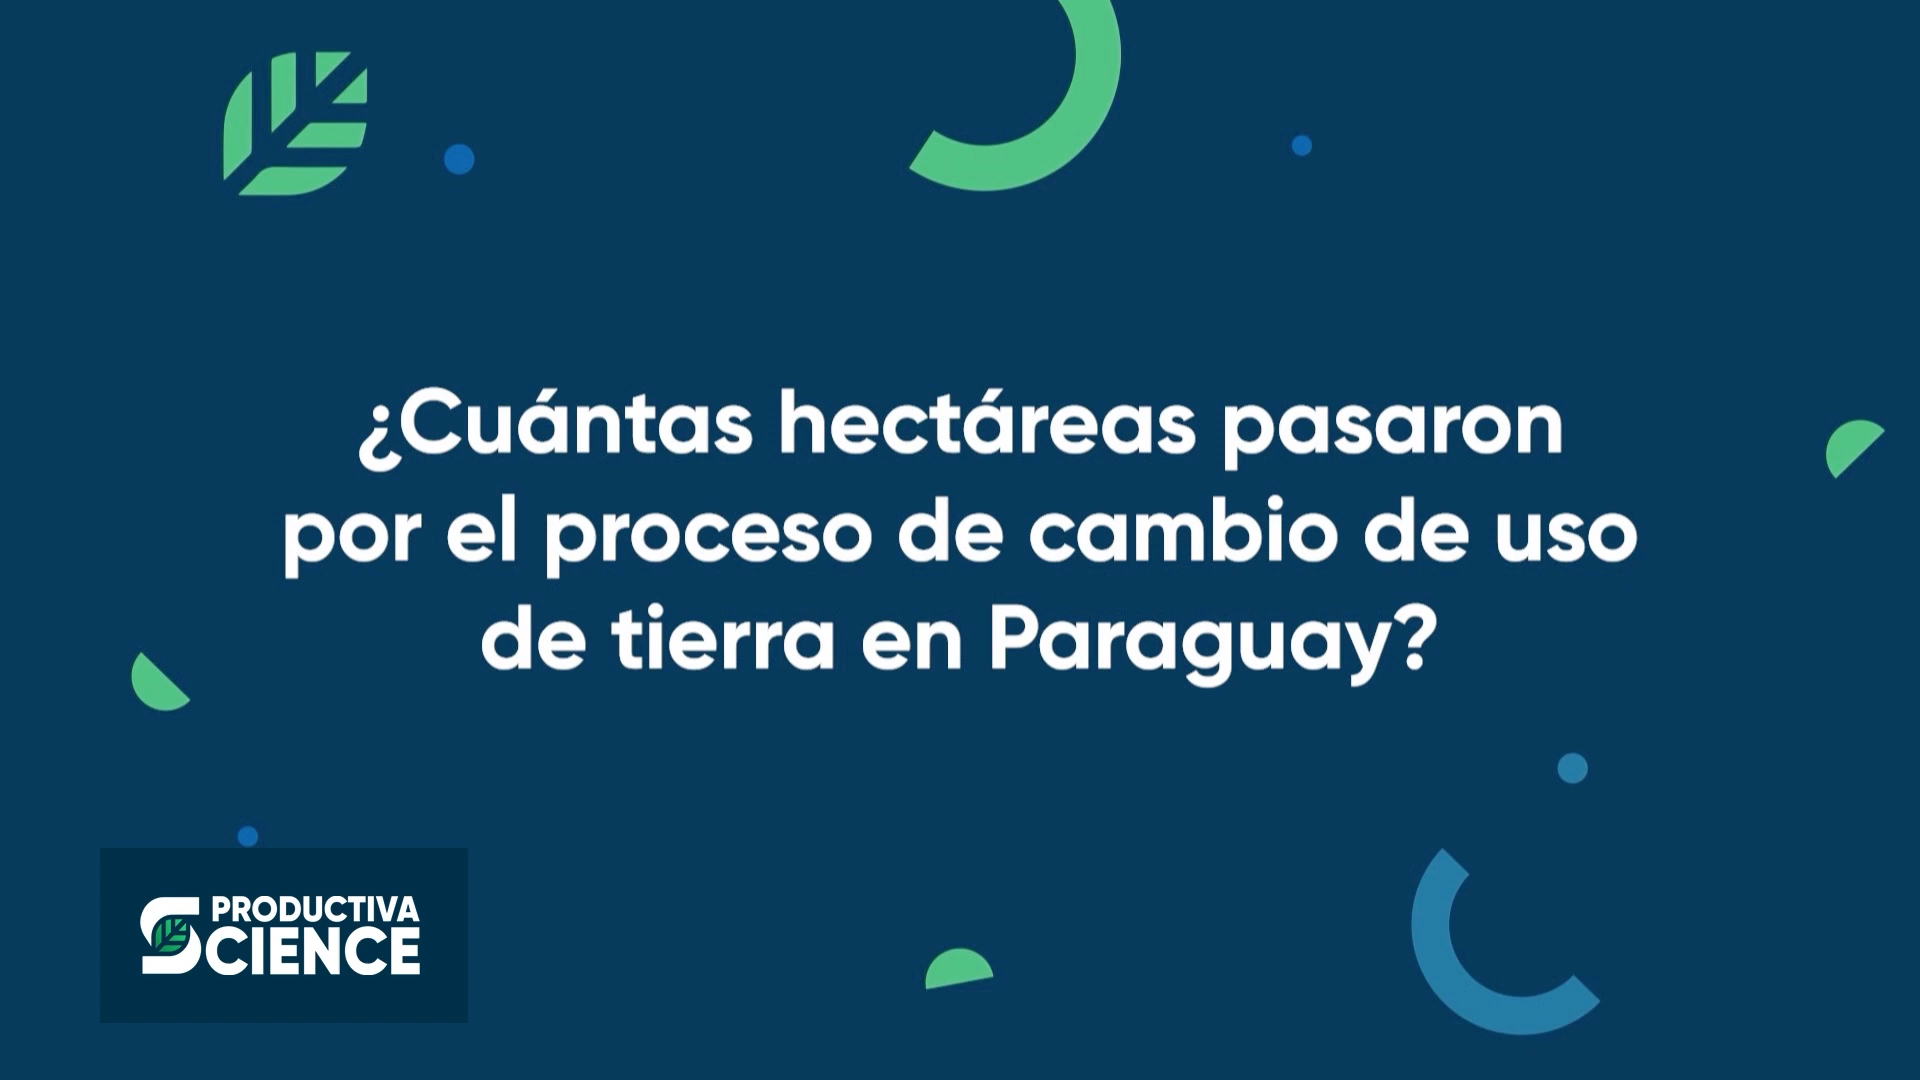 ¿Cuántas hectáreas pasaron
por el proceso de cambio de uso
de tierra en Paraguay?
PRODUCTIVA
SCIENCE